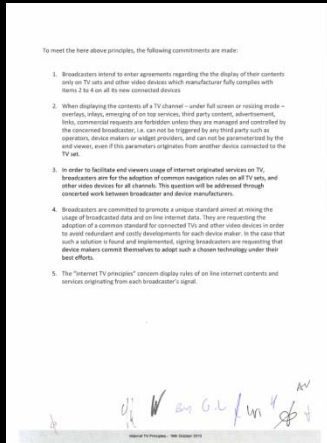 To meet the here above principles, the following commitments are made:
1. Broadcasters intend to enter agreements regarding the the display of their contents
only on TV sets and other video devices which manufacturer fully complies with
items 2 to 4 on all its new connected devices
2. When displaying the contents of a TV channel – under full screen or resizing mode –
overlays, inlays, emerging of on top services, third party content, advertisement,
links, commercial requests are forbidden unless they are managed and controlled by
the concerned broadcaster, i.e. can not be triggered by any third party such as
operators, device makers or widget providers, and can not be parameterized by the
end viewer, even if this parameters originates from another device connected to the
TV set.
3. In order to facilitate end viewers usage of internet originated services on TV,
broadcasters aim for the adoption of common navigation rules on all TV sets, and
other video devices for all channels. This question will be addressed through
concerted work between broadcaster and device manufacturers.
4. Broadcasters are committed to promote a unique standard aimed at mixing the
usage of broadcasted data and on line internet data. They are requesting the
adoption of a common standard for connected TVs and other video devices in order
to avoid redundant and costly developments for each device maker. In the case that
such a solution is found and implemented, signing broadcasters are requesting that
device makers commit themselves to adopt such a chosen technology under their
best efforts.
5. The "internet TV principles" concern display rules of on line internet contents and
services originating from each broadcaster's signal.
AV
G.L
Internet TV Principles - 19th October 2010